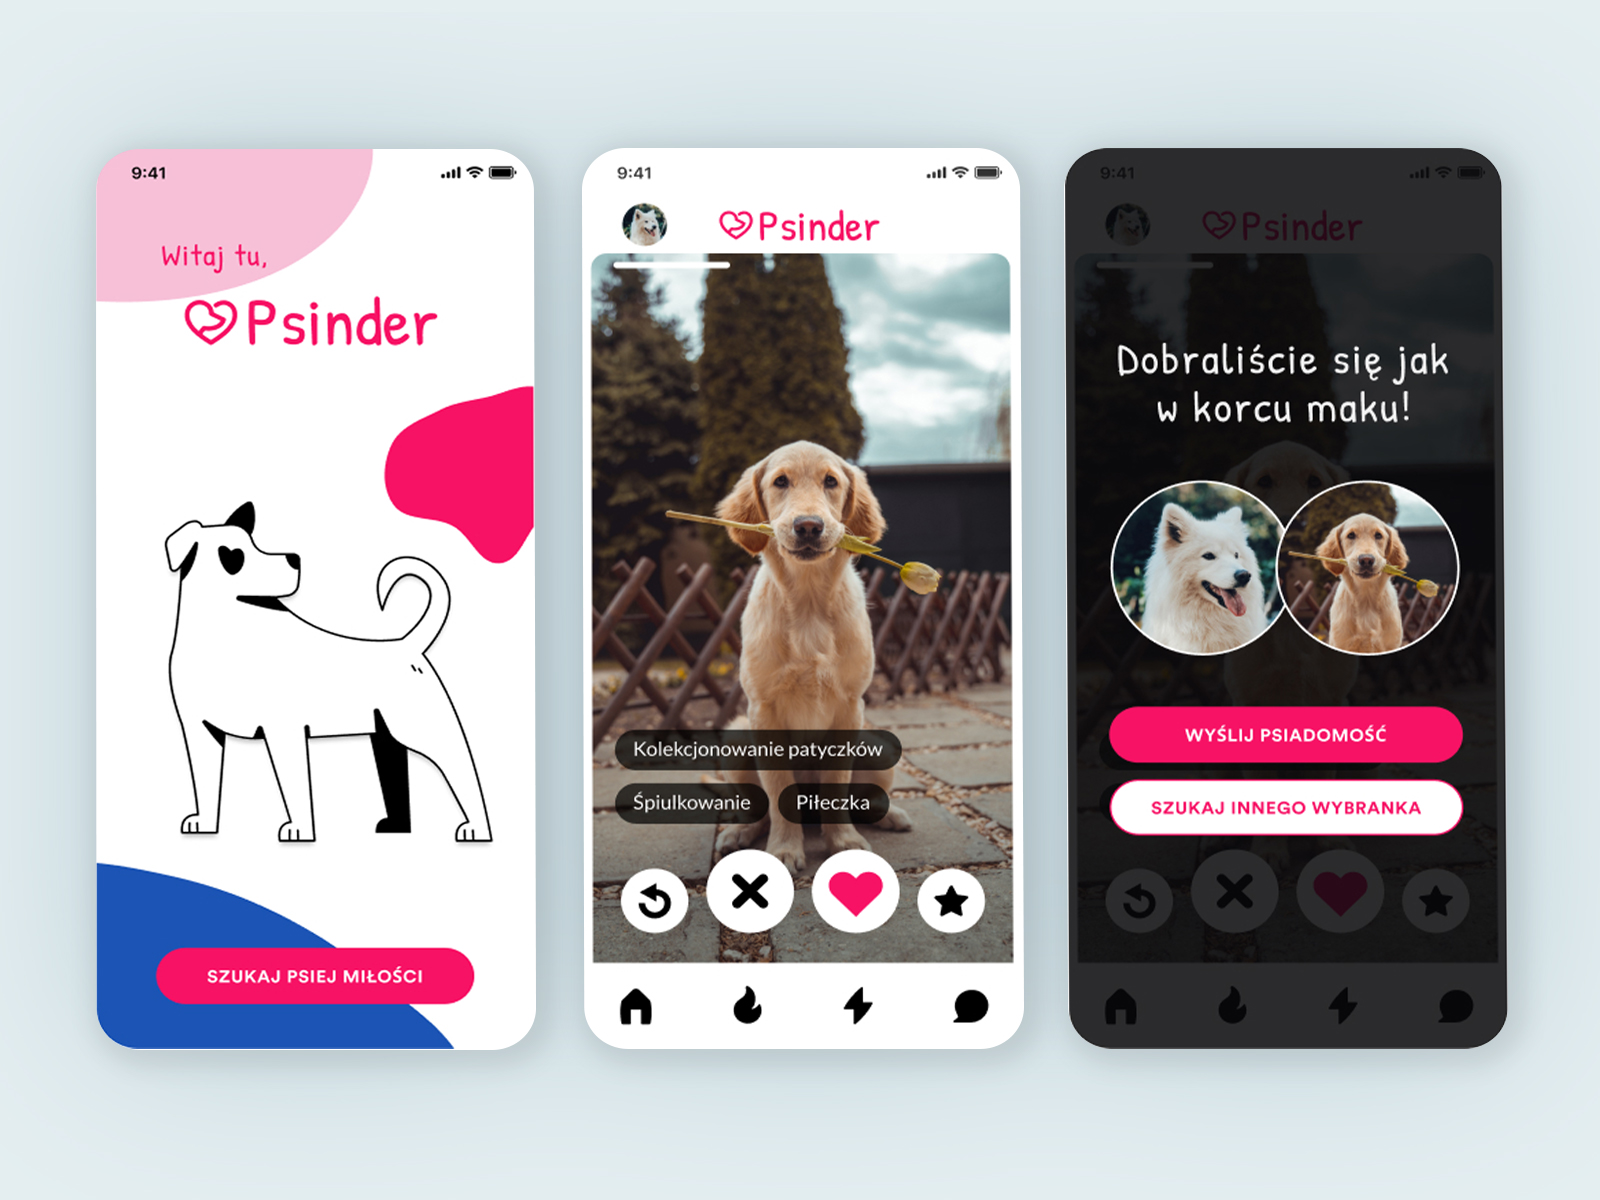 9:41
Witaj tu,
Psinder
SZUKAJ PSIEJ MIŁOŚCI
9:41
Psinder
Kolekcjonowanie patyczków
Śpiulkowanie
Piłeczka
9:41
Psinder
Dobraliście się jak
w korcu maku!
WYŚLIJ PSIADOMOŚĆ
SZUKAJ INNEGO WYBRANKA